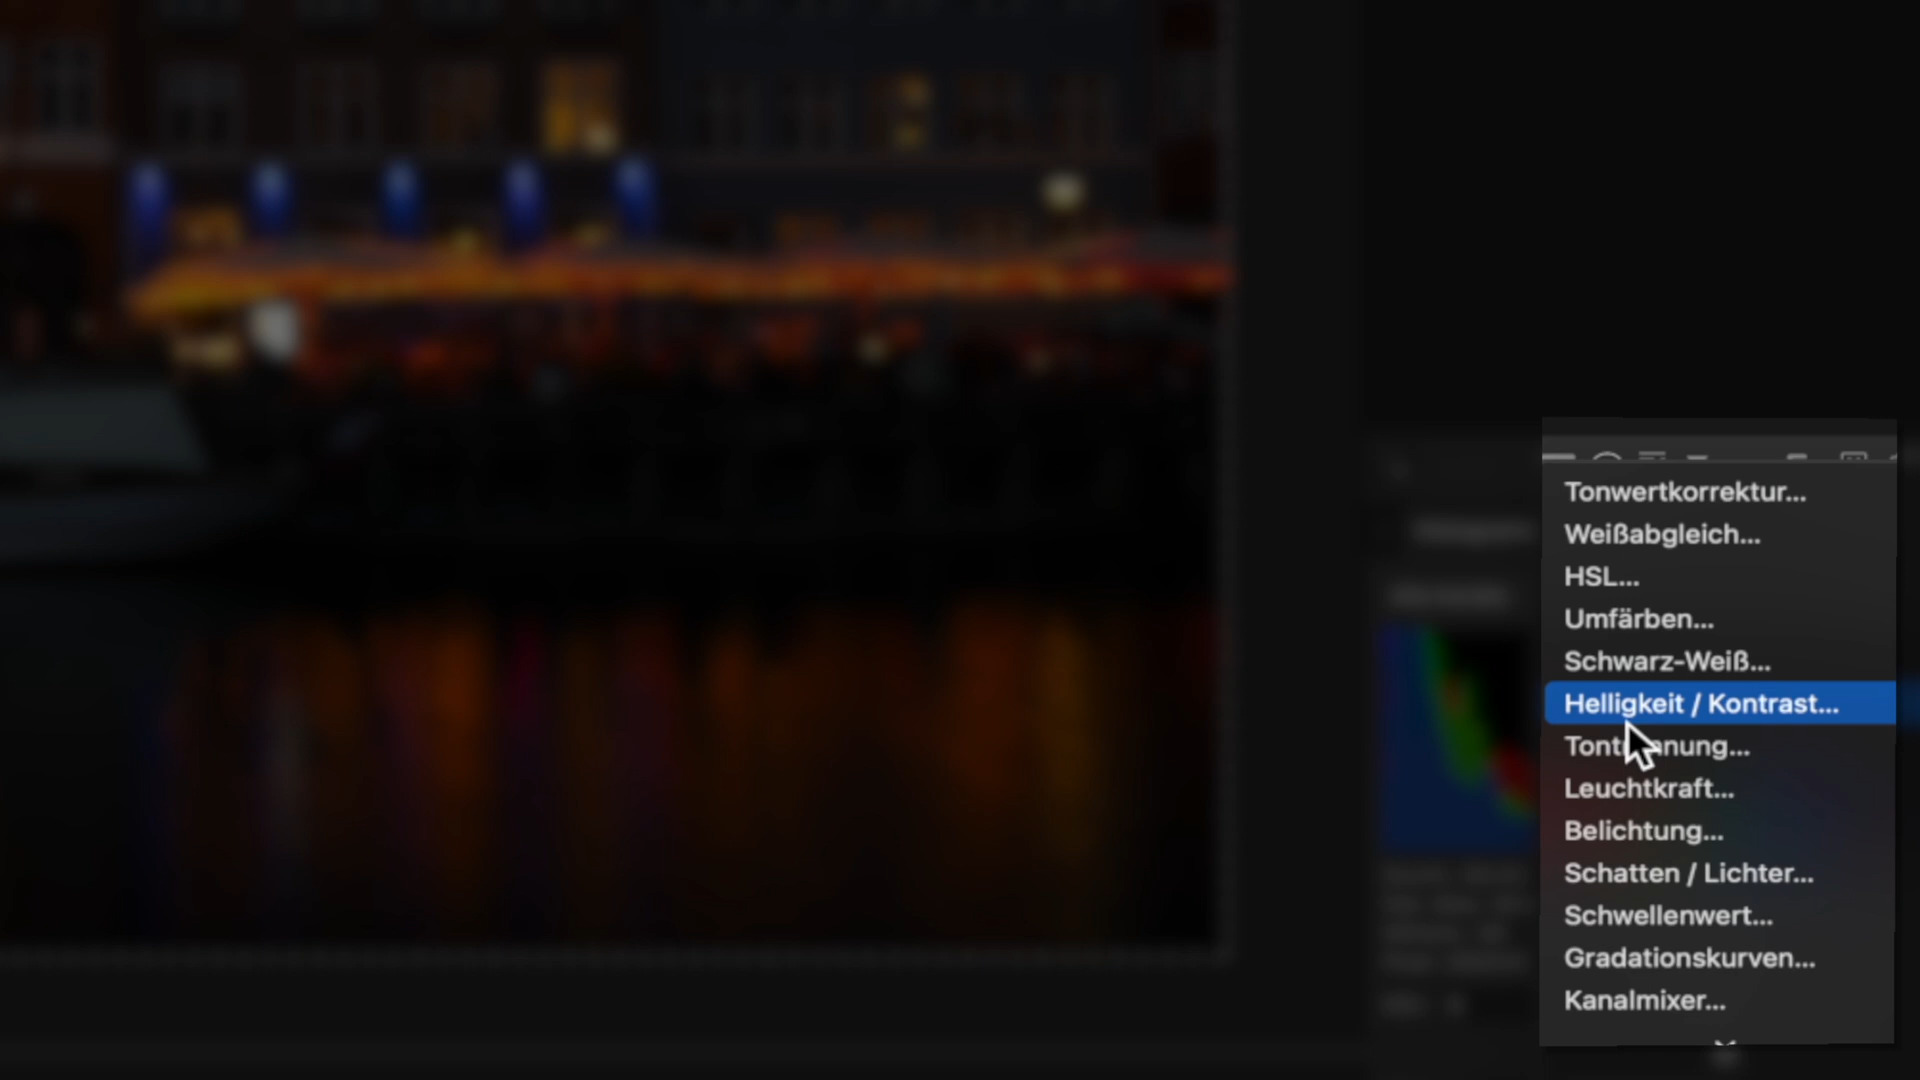 Tonwertkorrektur...
Weißabgleich...
HSL...
Umfärben...
Schwarz-Weiß...
Helligkeit / Kontrast...
Leuchtkraft...
Belichtung...
Schatten / Lichter...
Schwellenwert...
Gradationskurven...
Kanalmixer...